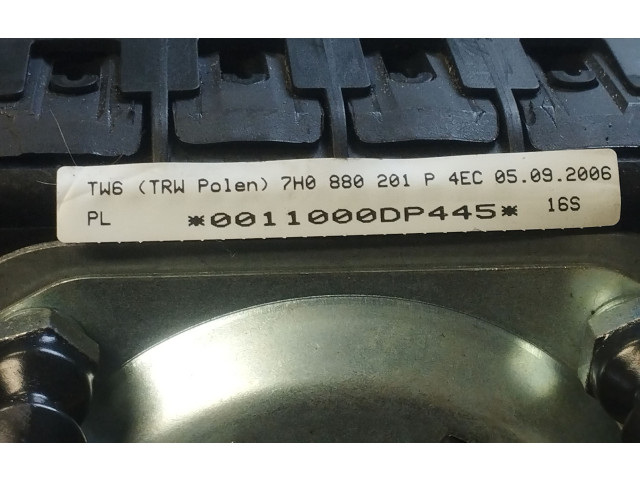 TW6 (TRW Polen) 7H0 880 201 P 4EC 05.09.2006
PL *0011000DP445* 16S